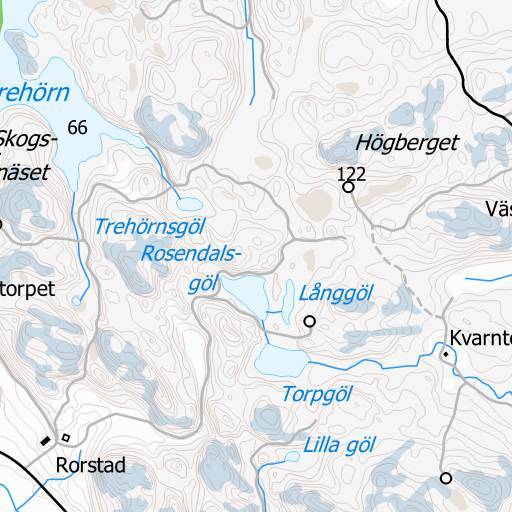 rehörn
66
Skogs-
näset
Högberget
122
Väs
Trehörnsgöl
Rosendals-
göl
torpet
Långgöl
Kvarnto
Torpgöl
Lilla göl
Rorstad